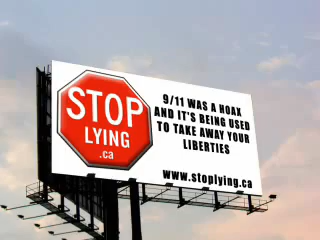 STOP
LYING
.ca
9/11 WAS A HOAX
AND IT'S BEING USED
TO TAKE AWAY YOUR
LIBERTIES
www.stoplying.ca